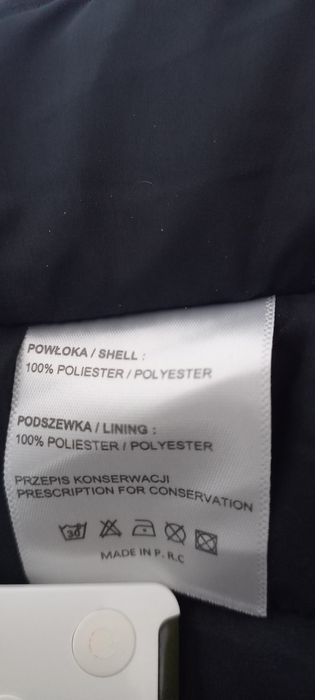 POWŁOKA / SHELL :
100% POLIESTER / POLYESTER
PODSZEWKA / LINING :
100% POLIESTER / POLYESTER
PRZEPIS KONSERWACJI
PRESCRIPTION FOR CONSERVATION
30
MADE IN P.R.C